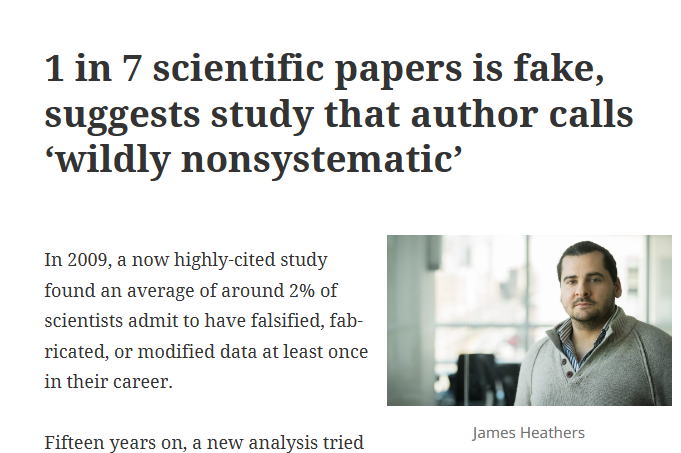 1 in 7 scientific papers is fake,
suggests study that author calls
‘wildly nonsystematic’
In 2009, a now highly-cited study
found an average of around 2% of
scientists admit to have falsified, fab-
ricated, or modified data at least once
in their career.
Fifteen years on, a new analysis tried
James Heathers